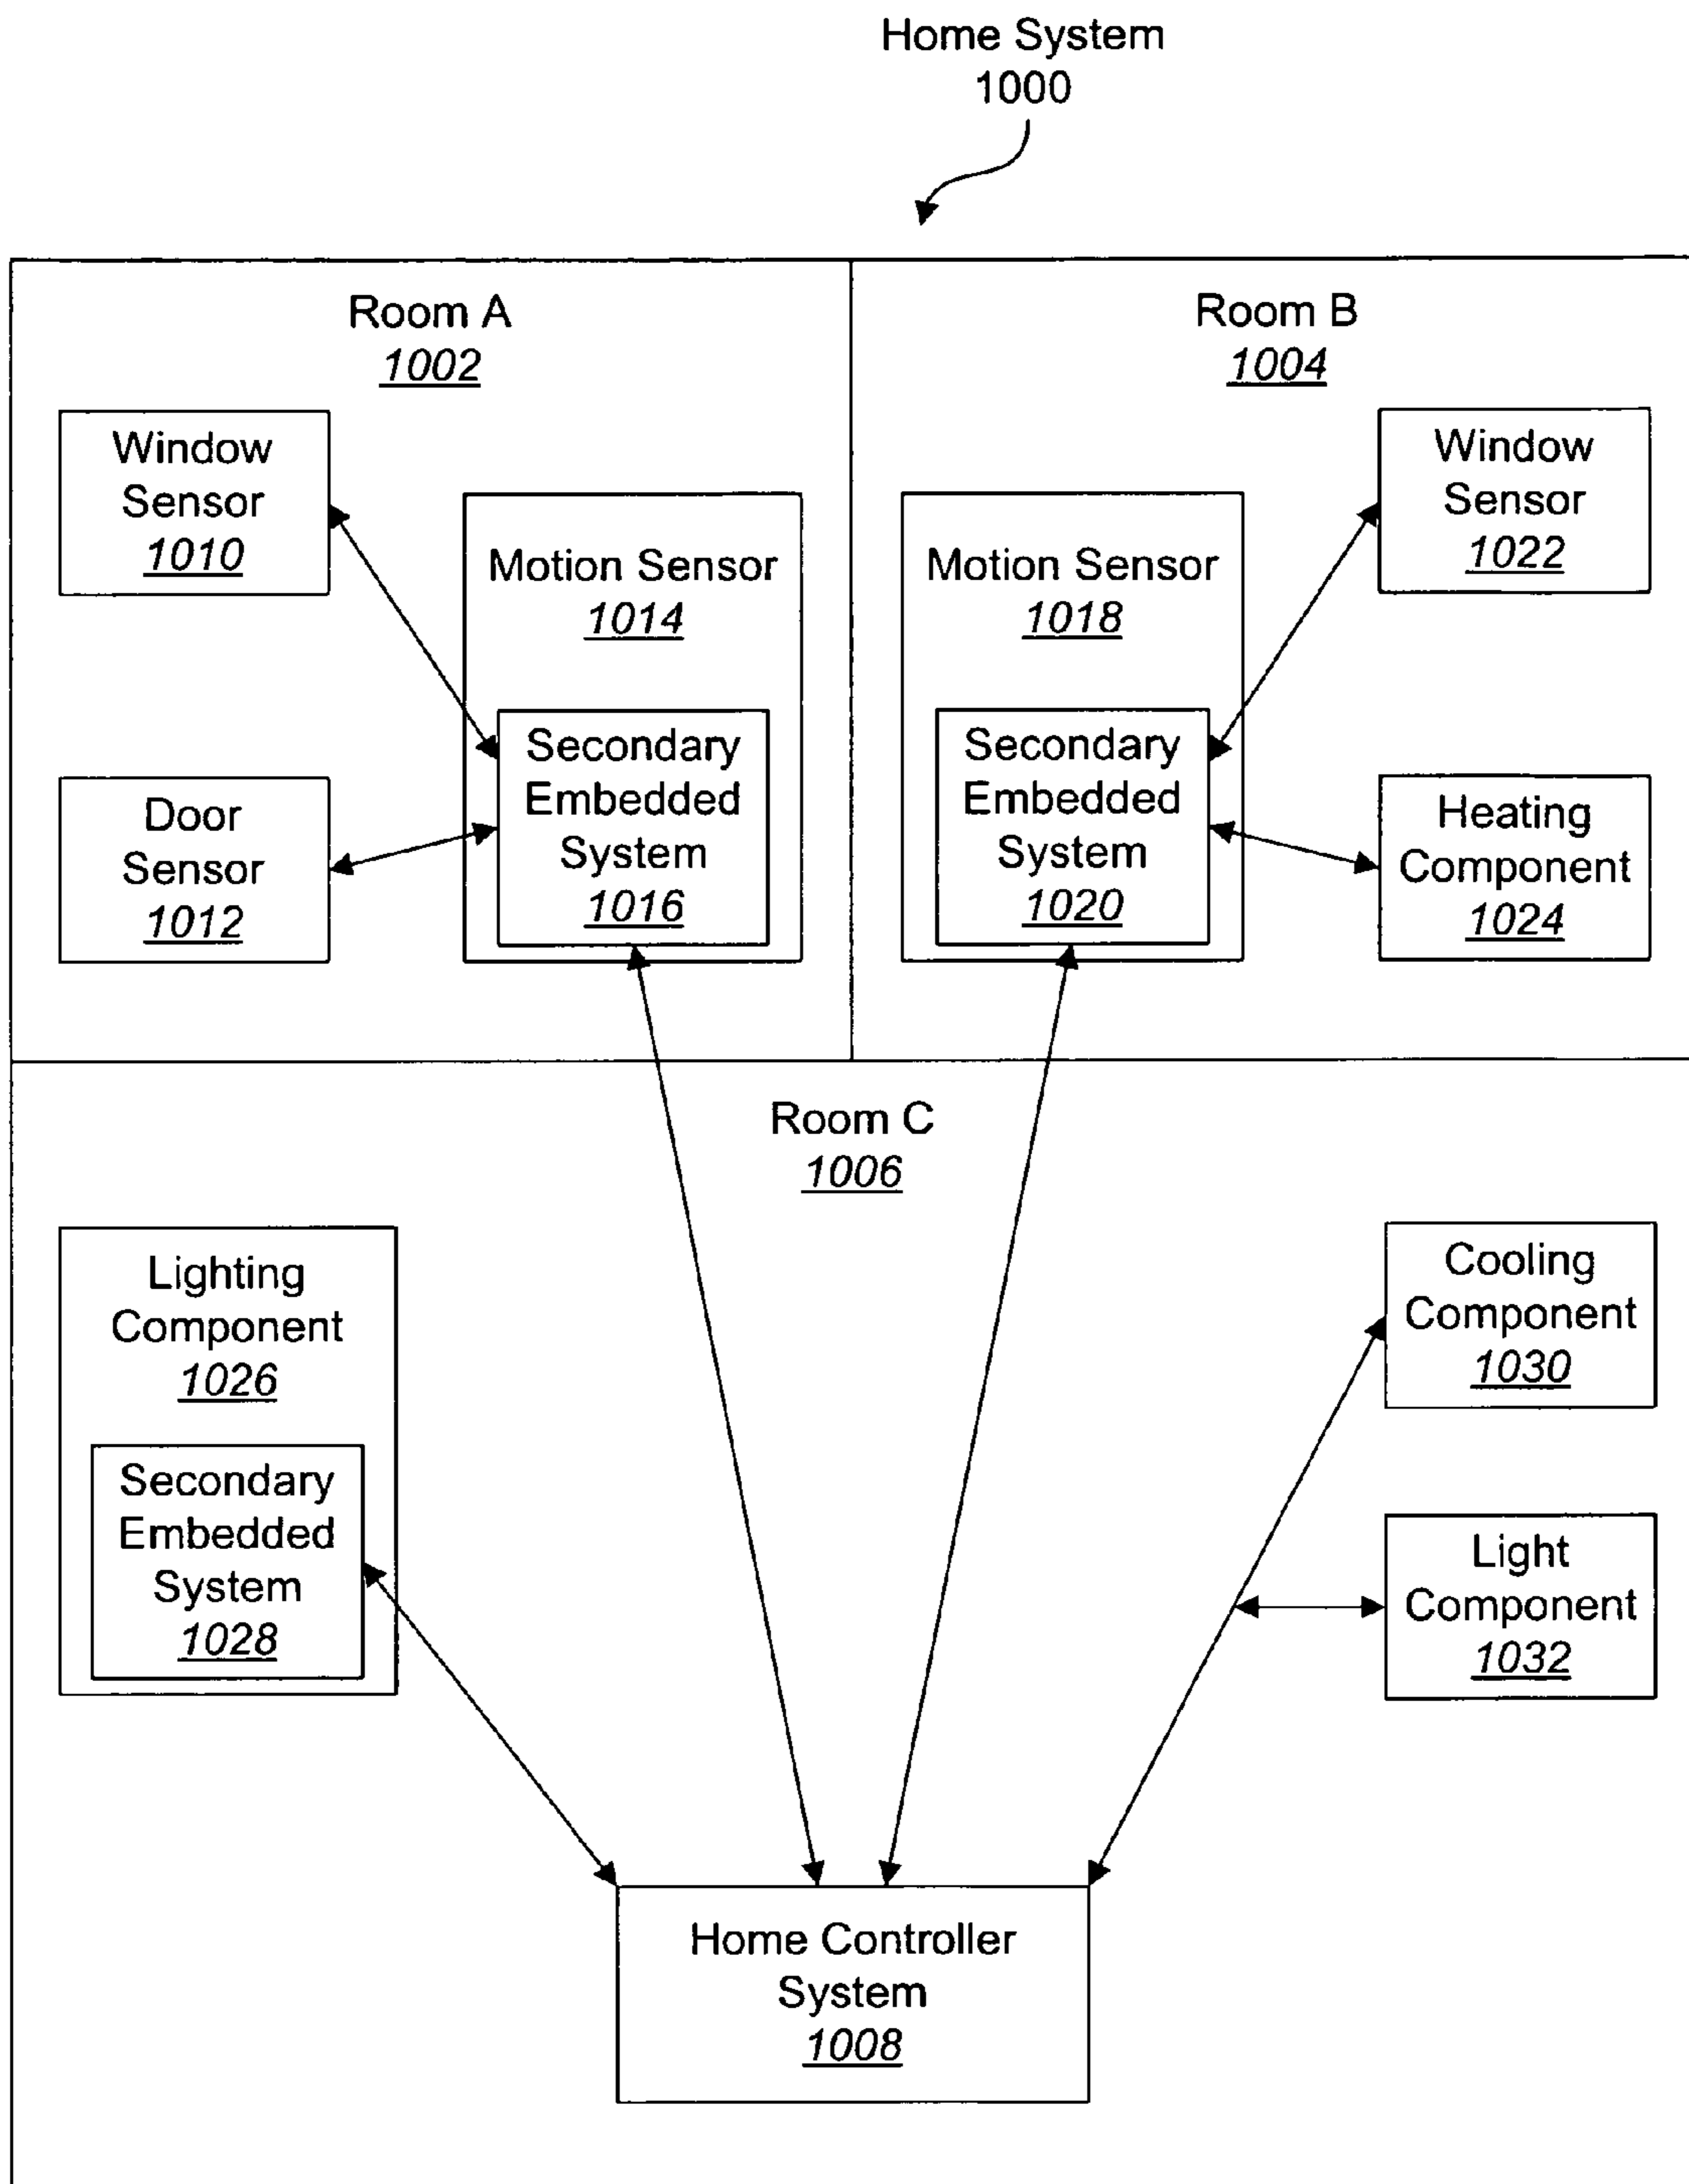 Home System
1000
Room A
1002
Room B
1004
Window
Sensor
1010
Motion Sensor
1014
Secondary
Embedded
System
1016
Door
Sensor
1012
Motion Sensor
1018
Secondary
Embedded
System
1020
Window
Sensor
1022
Heating
Component
1024
Room C
1006
Lighting
Component
1026
Secondary
Embedded
System
1028
Cooling
Component
1030
Light
Component
1032
Home Controller
System
1008